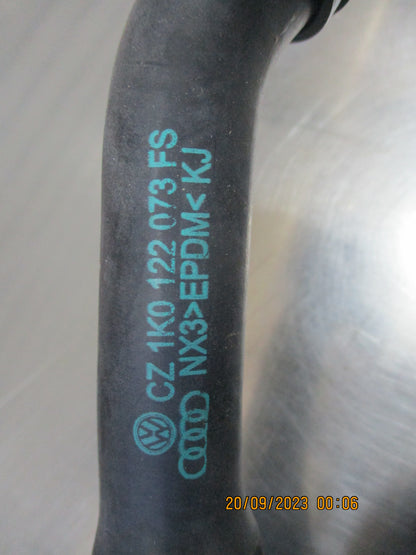 CZ 1K0 122 073 FS
NX3>EPDM< KJ
20/09/2023 00:06